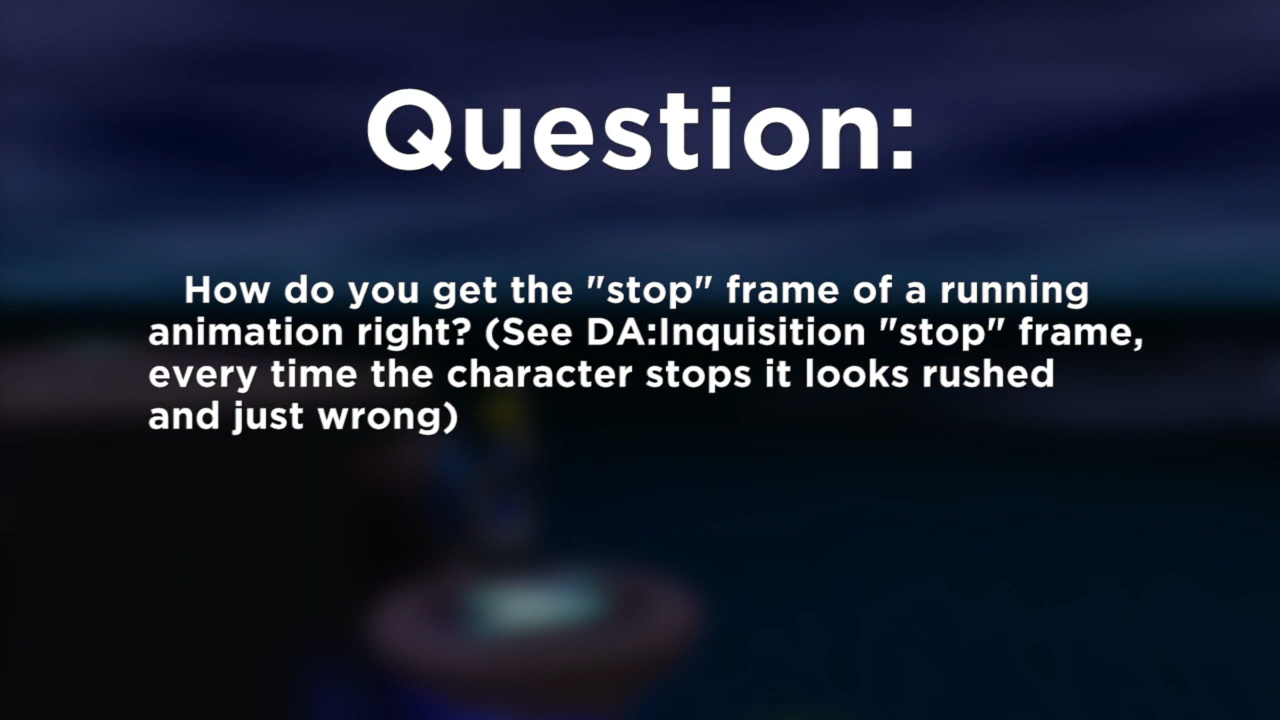 Question:
How do you get the "stop" frame of a running
animation right? (See DA:Inquisition "stop" frame,
every time the character stops it looks rushed
and just wrong)